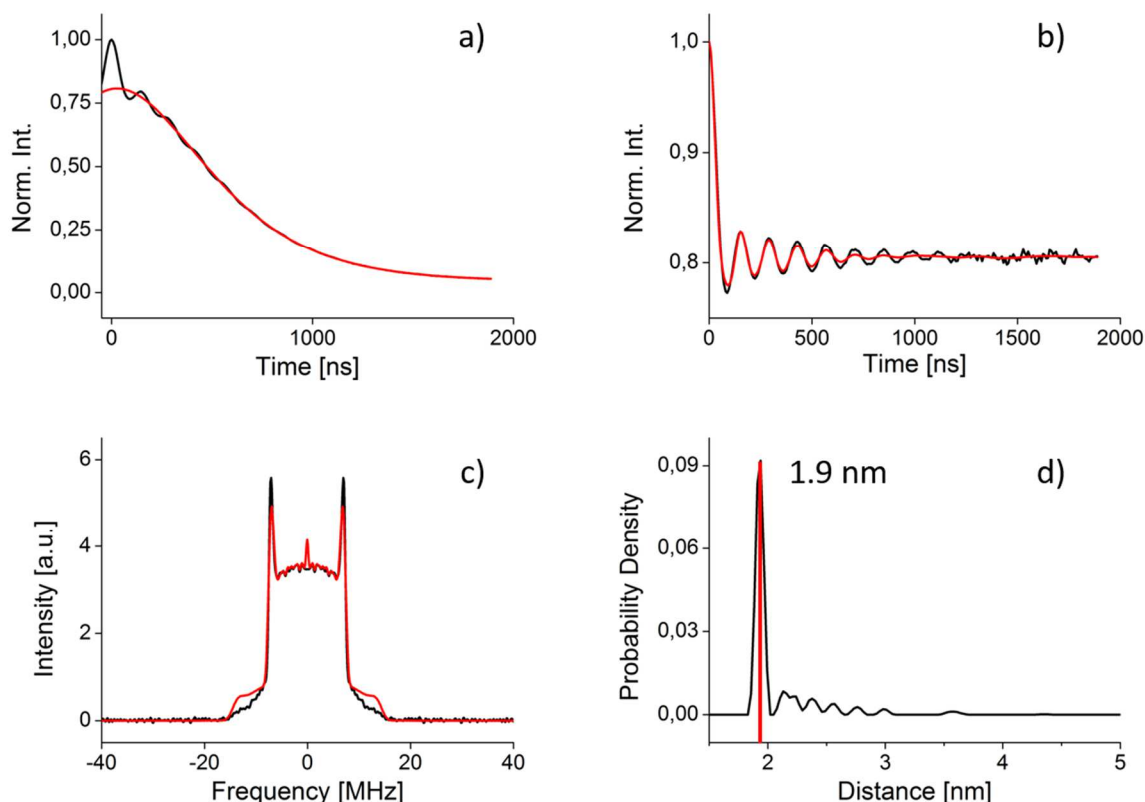 a)
1,00
0,75
0,50
0,25
0,00
Norm. Int.
0
1000
2000
Time [ns]
b)
1,0
0,9
0,8
Norm. Int.
0
500
1000
1500
2000
Time [ns]
c)
6
4
2
0
Intensity [a.u.]
-40
-20
0
20
40
Frequency [MHz]
1.9 nm
d)
0,09
0,06
0,03
0,00
Probability Density
2
3
4
5
Distance [nm]